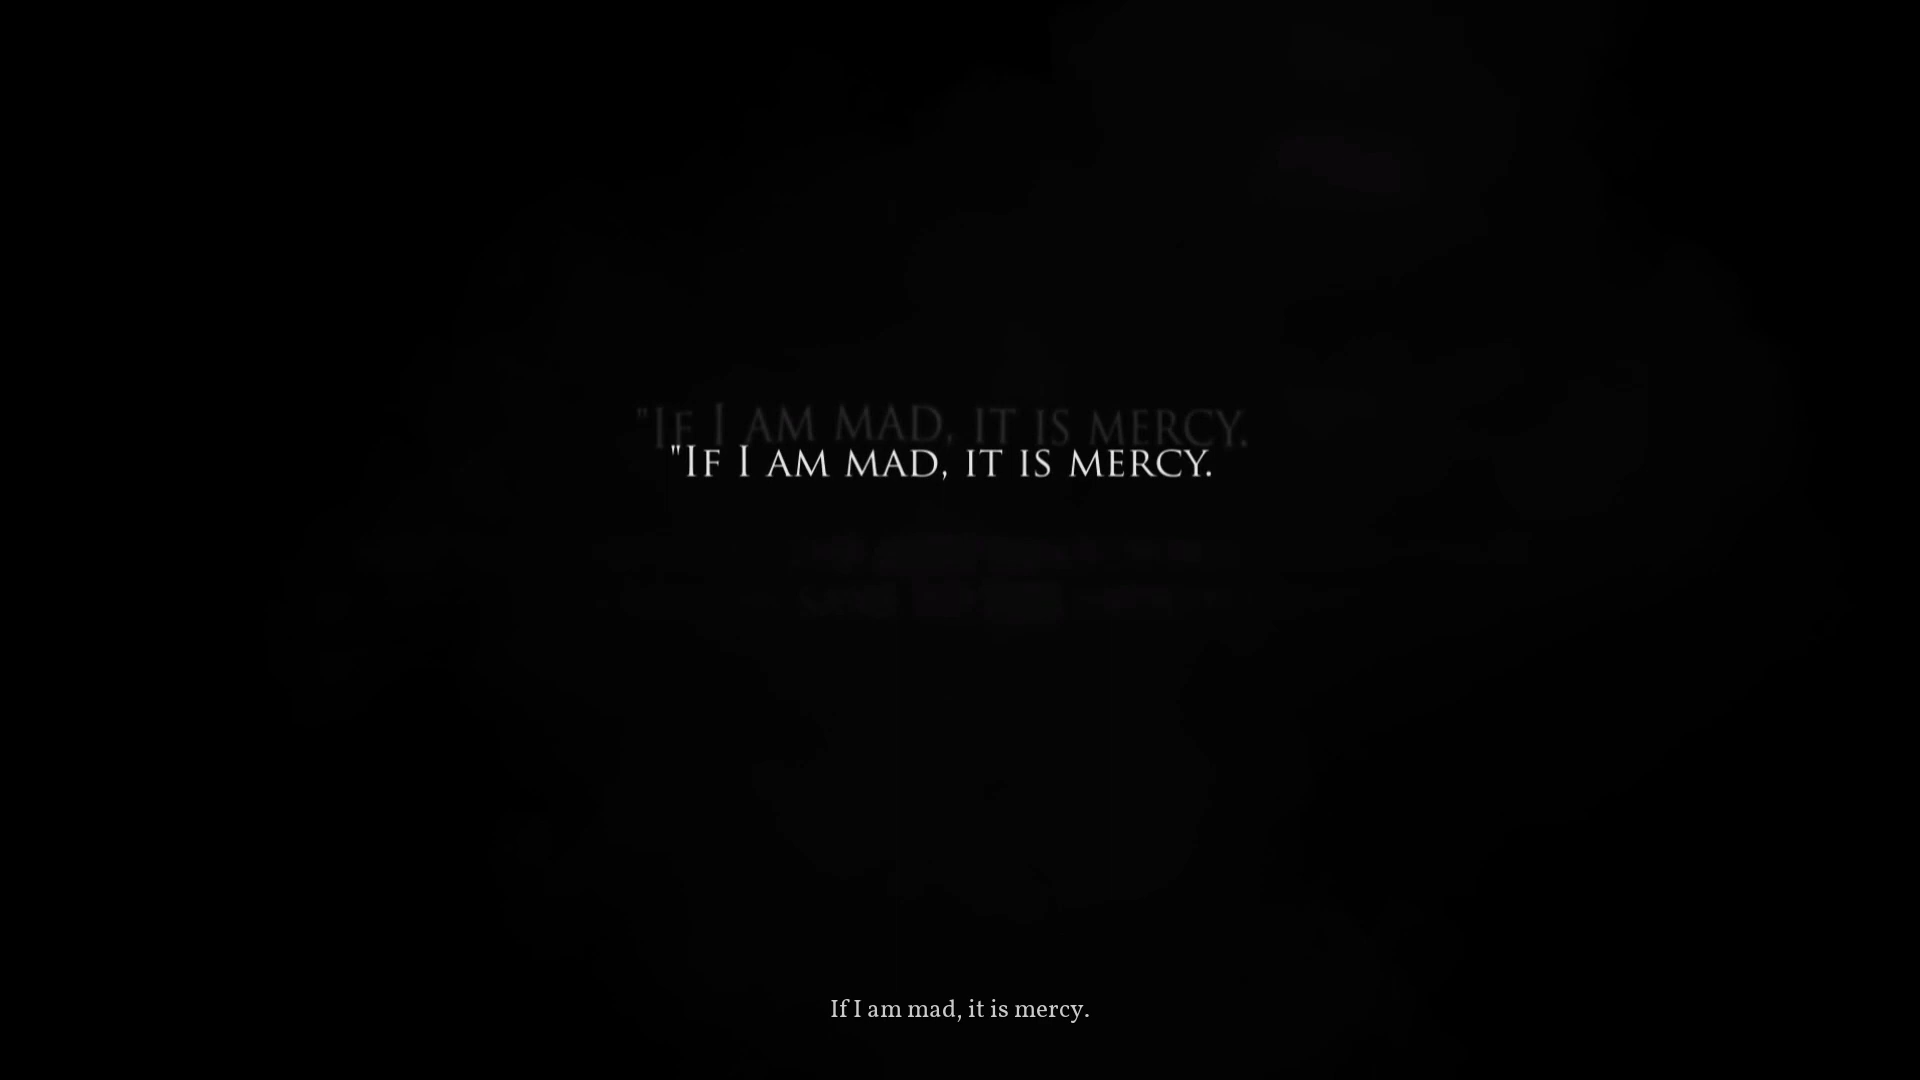 "If I am mad, it is mercy.
"If I am mad, it is mercy.
If I am mad, it is mercy.